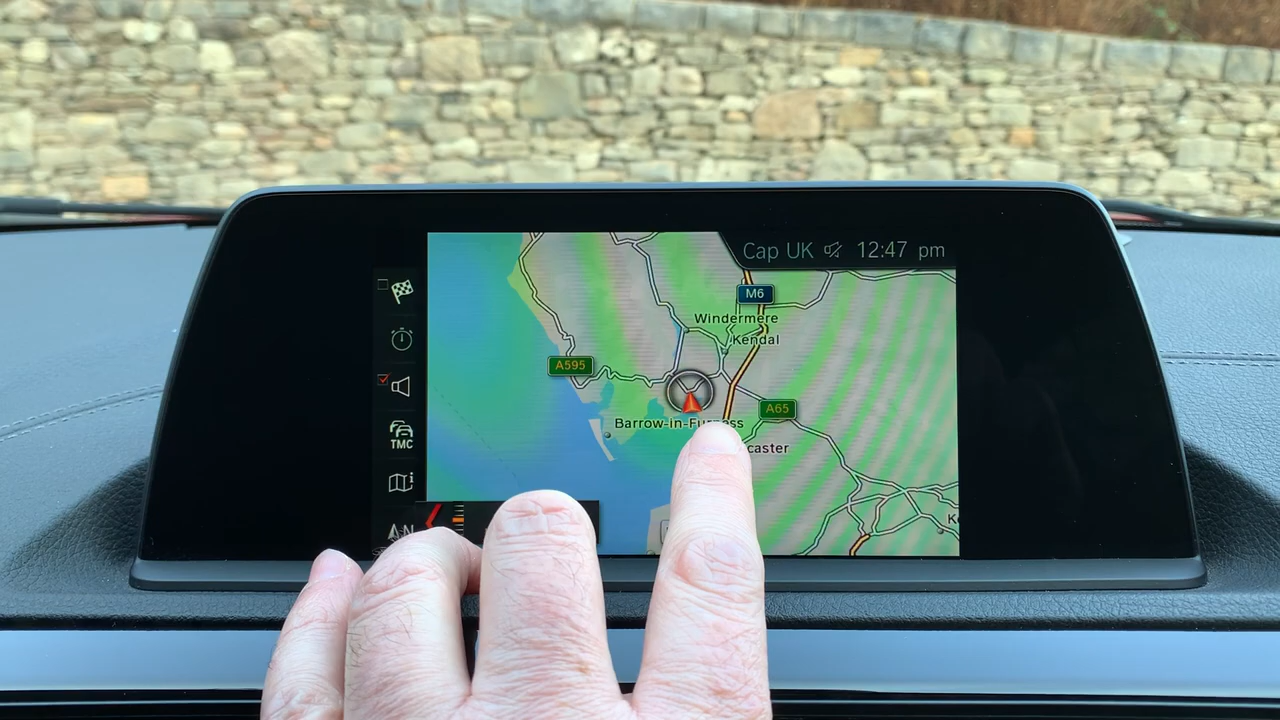 Cap UK 12:47 pm
M6
Windermere
Kendal
A595
A65
Barrow-in-Furness
caster
TMC
N
K